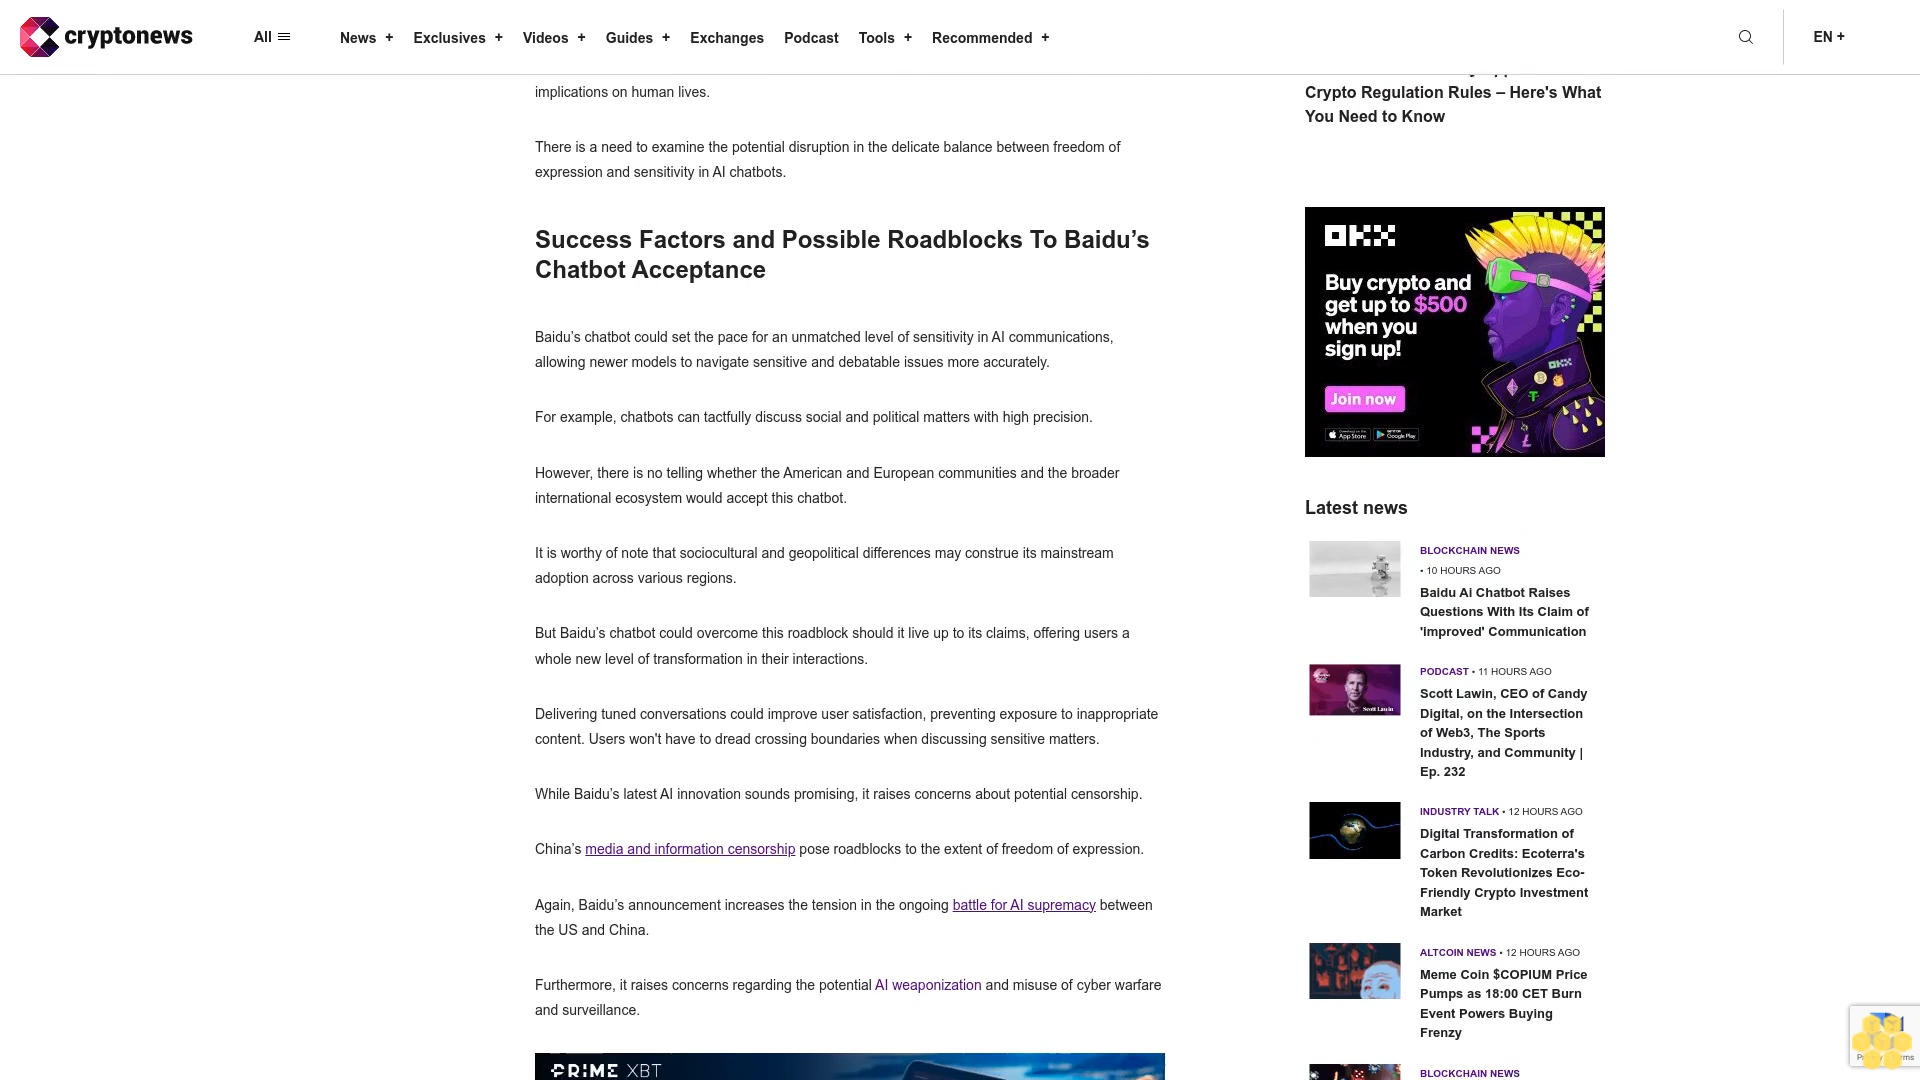 cryptonews
All
News +
Exclusives +
Videos +
Guides +
Exchanges
Podcast
Tools +
Recommended +
EN +
implications on human lives.
There is a need to examine the potential disruption in the delicate balance between freedom of
expression and sensitivity in AI chatbots.
Success Factors and Possible Roadblocks To Baidu’s
Chatbot Acceptance
Baidu’s chatbot could set the pace for an unmatched level of sensitivity in AI communications,
allowing newer models to navigate sensitive and debatable issues more accurately.
For example, chatbots can tactfully discuss social and political matters with high precision.
However, there is no telling whether the American and European communities and the broader
international ecosystem would accept this chatbot.
It is worthy of note that sociocultural and geopolitical differences may construe its mainstream
adoption across various regions.
But Baidu’s chatbot could overcome this roadblock should it live up to its claims, offering users a
whole new level of transformation in their interactions.
Delivering tuned conversations could improve user satisfaction, preventing exposure to inappropriate
content. Users won't have to dread crossing boundaries when discussing sensitive matters.
While Baidu’s latest AI innovation sounds promising, it raises concerns about potential censorship.
China’s media and information censorship pose roadblocks to the extent of freedom of expression.
Again, Baidu’s announcement increases the tension in the ongoing battle for AI supremacy between
the US and China.
Furthermore, it raises concerns regarding the potential AI weaponization and misuse of cyber warfare
and surveillance.
PRIME XBT
Crypto Regulation Rules – Here's What
You Need to Know
OKX
Buy crypto and
get up to $500
when you
sign up!
Join now
App Store
Google Play
OKX
Latest news
BLOCKCHAIN NEWS
• 10 HOURS AGO
Baidu Ai Chatbot Raises
Questions With Its Claim of
'improved' Communication
Scott Lawin
PODCAST • 11 HOURS AGO
Scott Lawin, CEO of Candy
Digital, on the Intersection
of Web3, The Sports
Industry, and Community |
Ep. 232
INDUSTRY TALK • 12 HOURS AGO
Digital Transformation of
Carbon Credits: Ecoterra's
Token Revolutionizes Eco-
Friendly Crypto Investment
Market
ALTCOIN NEWS • 12 HOURS AGO
Meme Coin $COPIUM Price
Pumps as 18:00 CET Burn
Event Powers Buying
Frenzy
BLOCKCHAIN NEWS